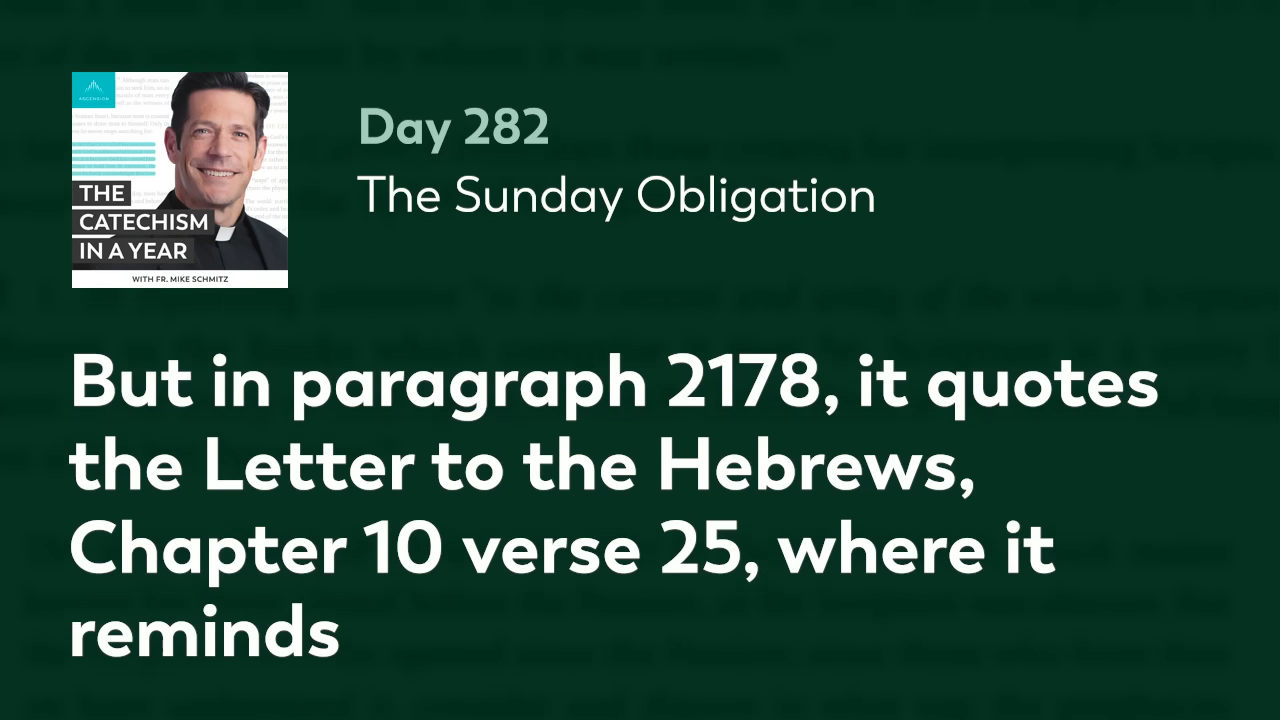 ASCENSION
THE
CATECHISM
IN A YEAR
WITH FR. MIKE SCHMITZ
Day 282
The Sunday Obligation
But in paragraph 2178, it quotes
the Letter to the Hebrews,
Chapter 10 verse 25, where it
reminds